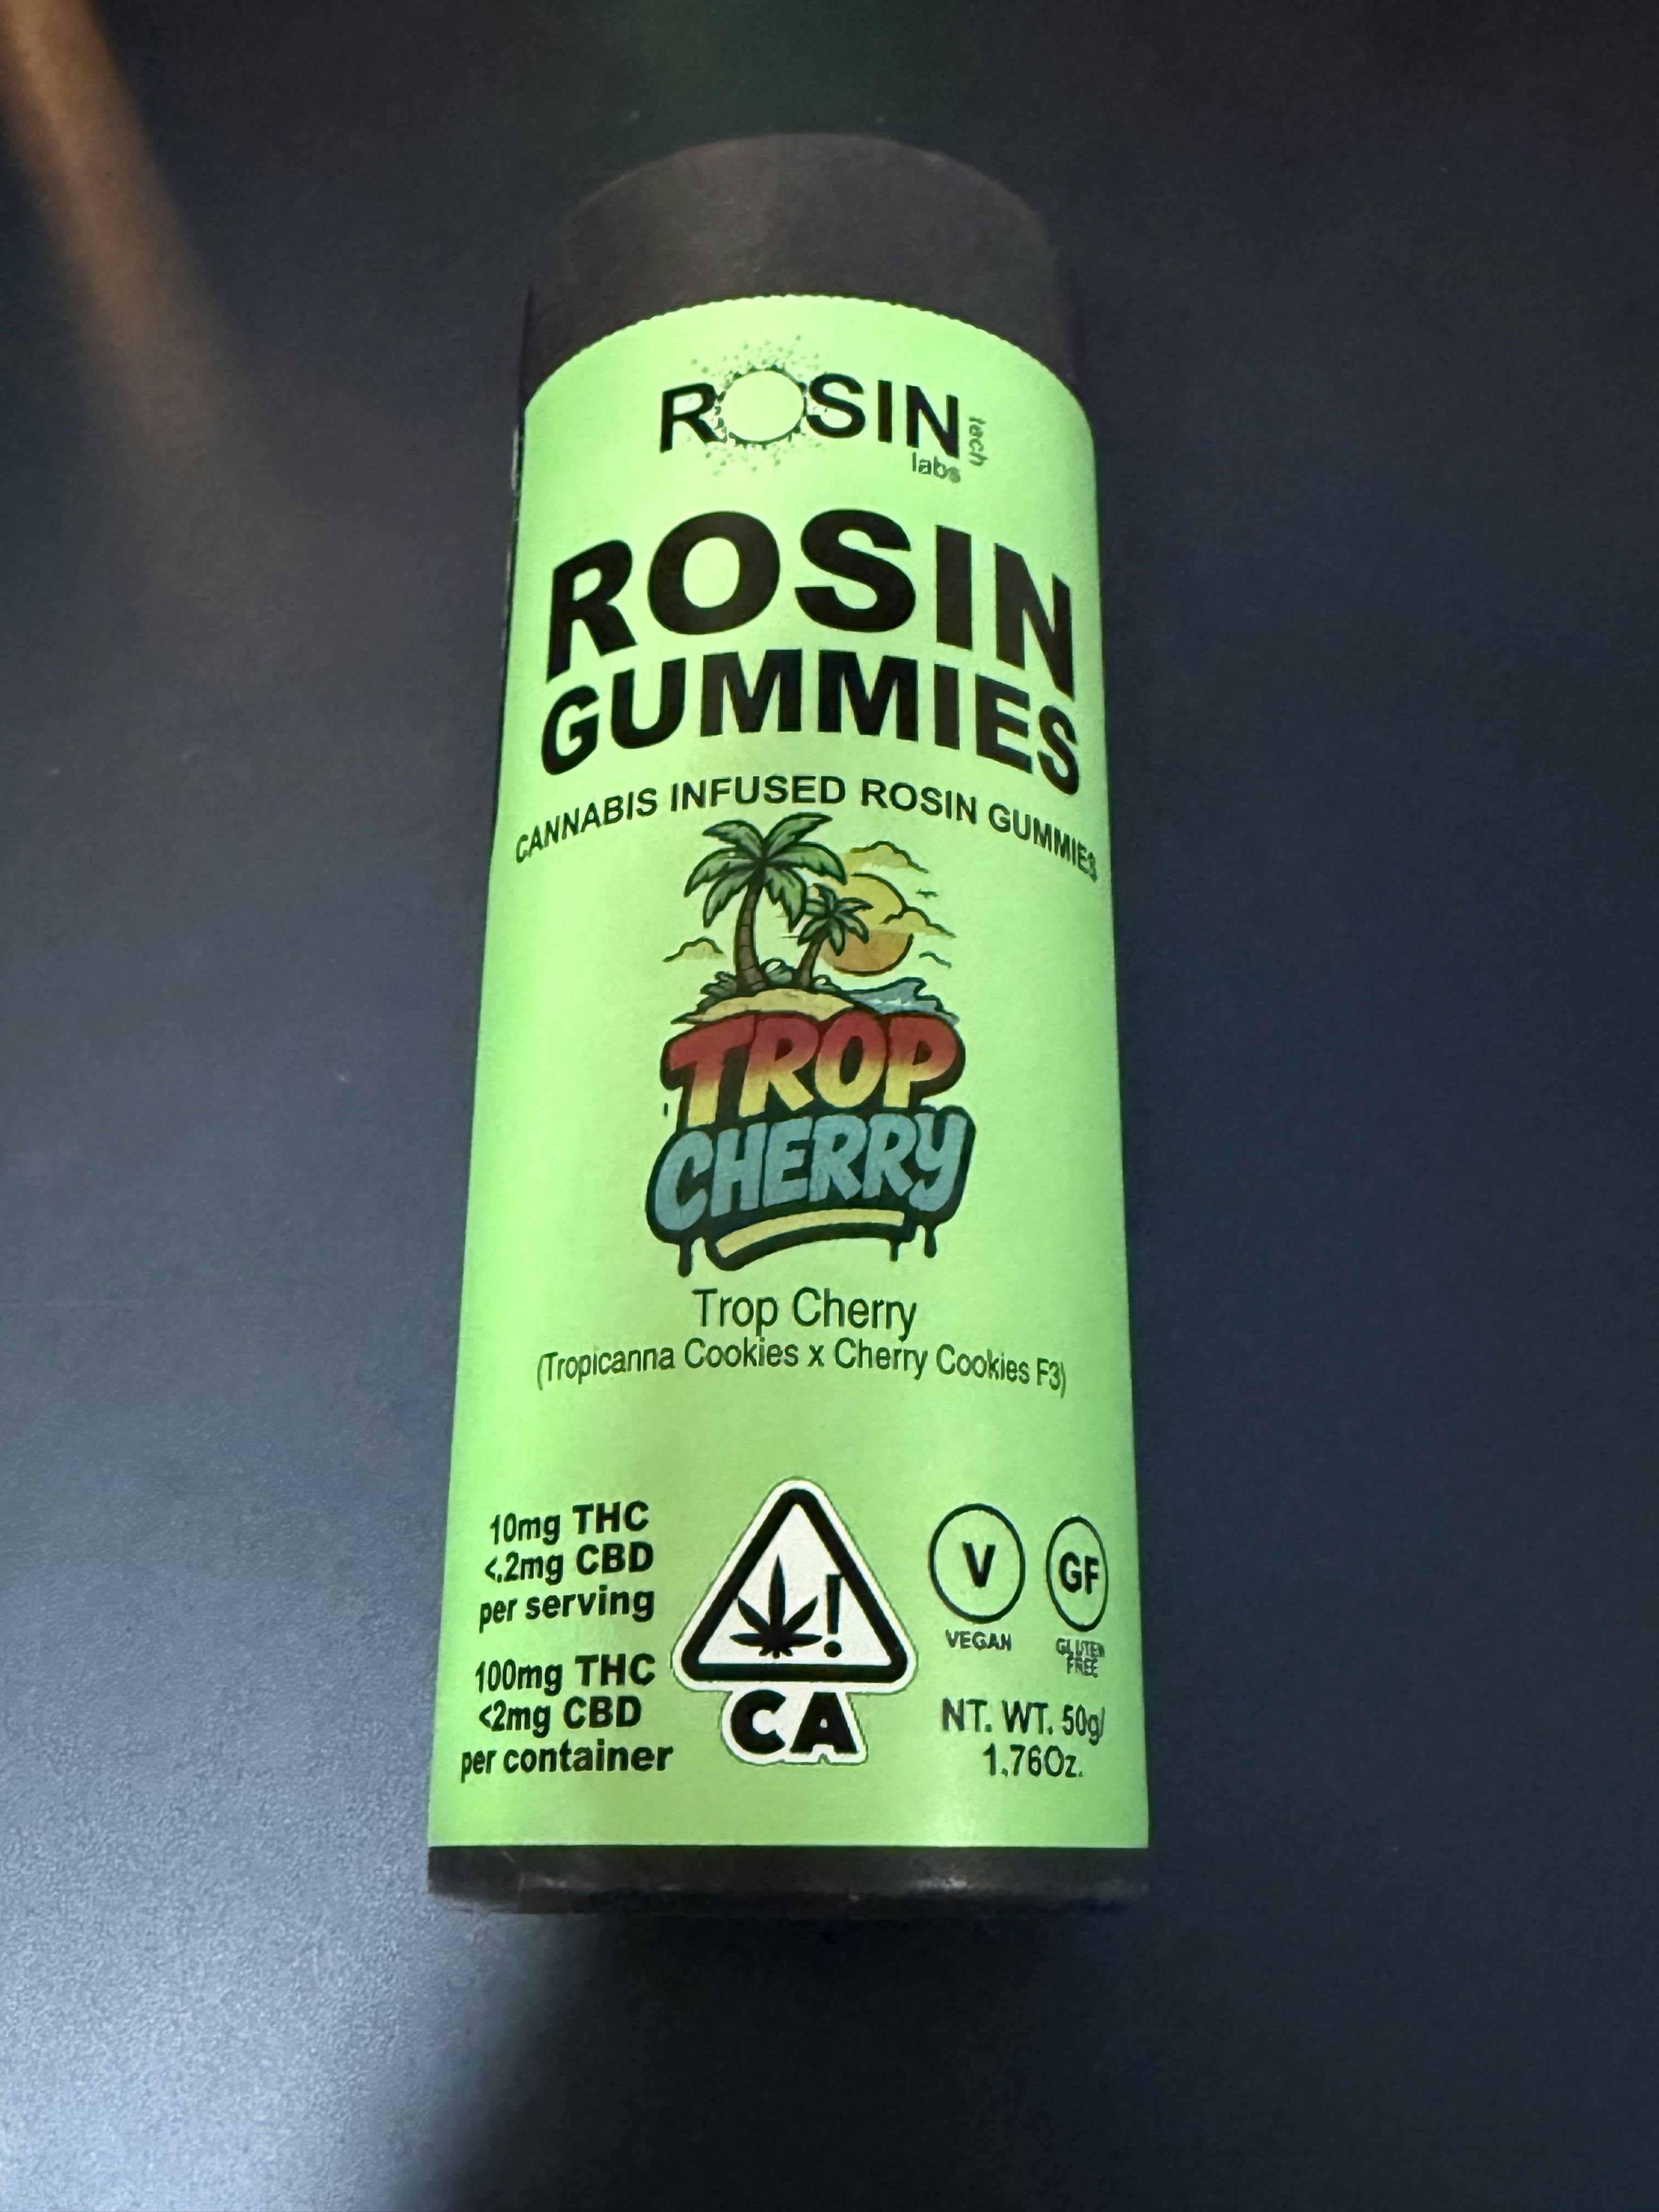 ROSIN
tech
labs
ROSIN
GUMMIES
CANNABIS INFUSED ROSIN GUMMIES
TROP
CHERRY
Trop Cherry
(Tropicanna Cookies x Cherry Cookies F3)
10mg THC
<.2mg CBD
per serving
100mg THC
<2mg CBD
per container
!
CA
V
VEGAN
GF
GLUTEN
FREE
NT. WT. 50g/
1.76Oz.